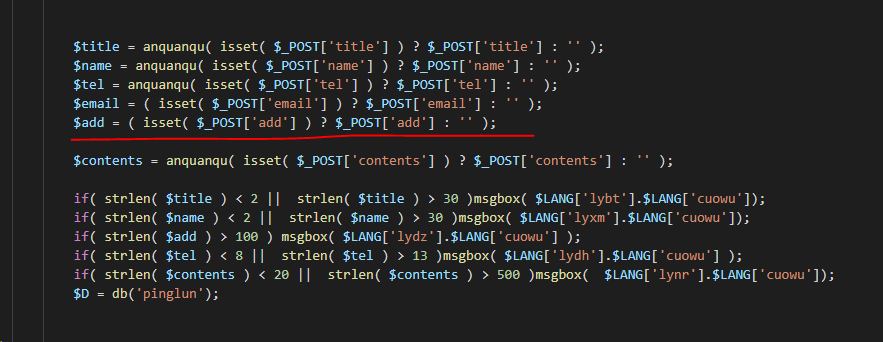 $title = anquanqu( isset( $_POST['title'] ) ? $_POST['title'] : '' );
$name = anquanqu( isset( $_POST['name'] ) ? $_POST['name'] : '' );
$tel = anquanqu( isset( $_POST['tel'] ) ? $_POST['tel'] : '' );
$email = ( isset( $_POST['email'] ) ? $_POST['email'] : '' );
$add = ( isset( $_POST['add'] ) ? $_POST['add'] : '' );
$contents = anquanqu( isset( $_POST['contents'] ) ? $_POST['contents'] : '' );
if( strlen( $title ) < 2 ||  strlen( $title ) > 30 )msgbox( $LANG['lybt'].$LANG['cuowu']);
if( strlen( $name ) < 2 ||  strlen( $name ) > 30 )msgbox( $LANG['lyxm'].$LANG['cuowu']);
if( strlen( $add ) > 100 ) msgbox( $LANG['lydz'].$LANG['cuowu'] );
if( strlen( $tel ) < 8 ||  strlen( $tel ) > 13 )msgbox( $LANG['lydh'].$LANG['cuowu'] );
if( strlen( $contents ) < 20 ||  strlen( $contents ) > 500 )msgbox(  $LANG['lynr'].$LANG['cuowu']);
$D = db('pinglun');